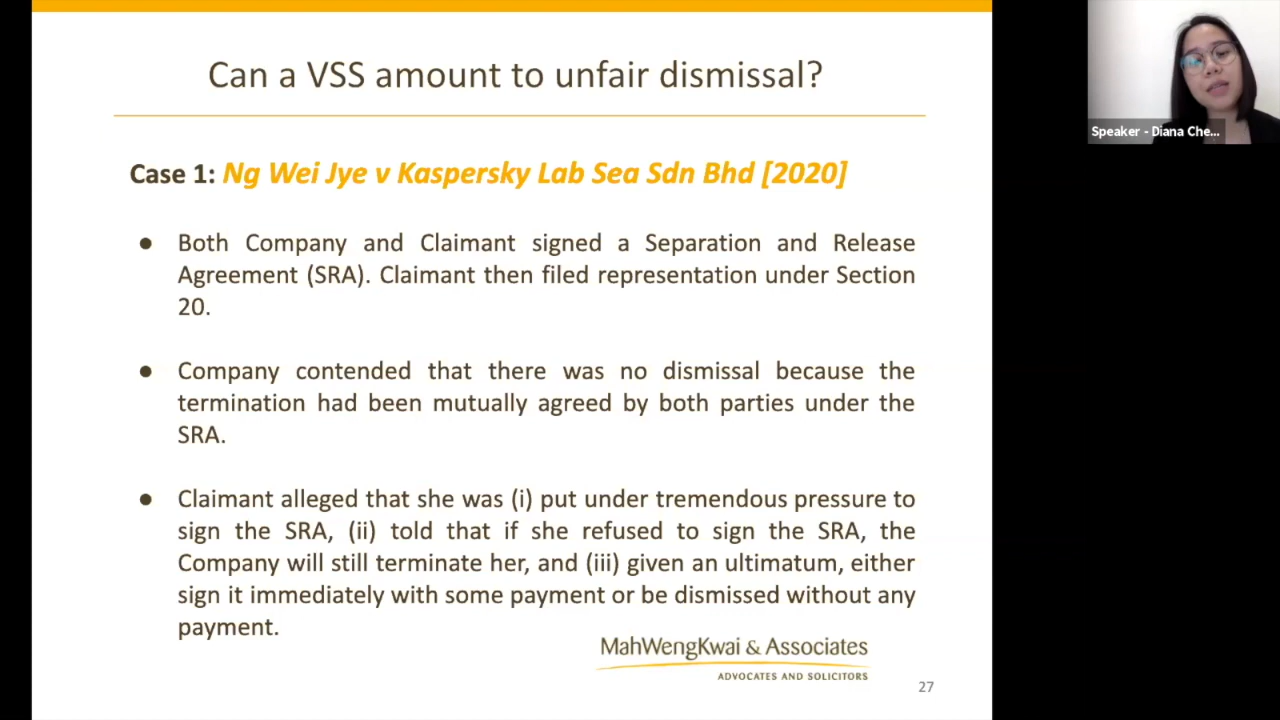 Can a VSS amount to unfair dismissal?
Speaker - Diana Che...
Case 1: Ng Wei Jye v Kaspersky Lab Sea Sdn Bhd [2020]
● Both Company and Claimant signed a Separation and Release
Agreement (SRA). Claimant then filed representation under Section
20.
● Company contended that there was no dismissal because the
termination had been mutually agreed by both parties under the
SRA.
● Claimant alleged that she was (i) put under tremendous pressure to
sign the SRA, (ii) told that if she refused to sign the SRA, the
Company will still terminate her, and (iii) given an ultimatum, either
sign it immediately with some payment or be dismissed without any
payment.
MahWengKwai & Associates
ADVOCATES AND SOLICITORS
27